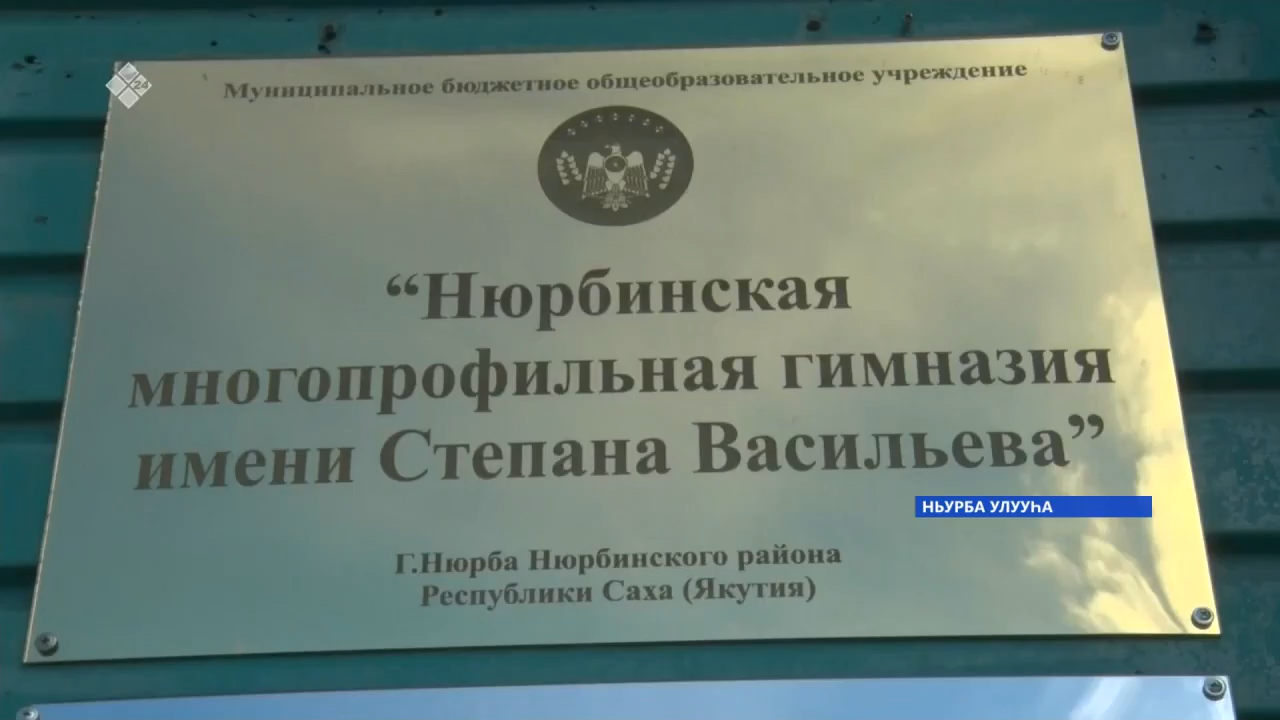 Муниципальное бюджетное общеобразовательное учреждение
“Нюрбинская
многопрофильная гимназия
имени Степана Васильева”
НЬУРБА УЛУУҺА
Г.Нюрба Нюрбинского района
Республики Саха (Якутия)